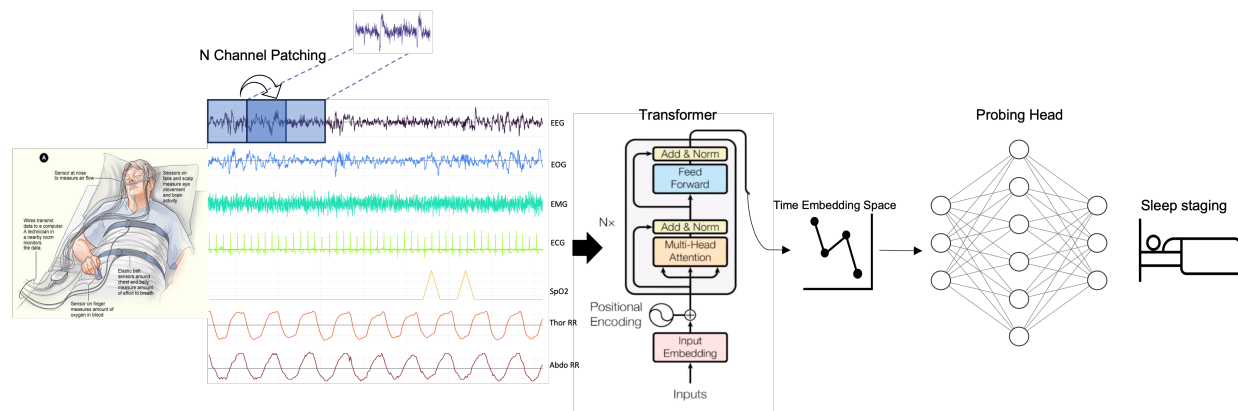 N Channel Patching
A
Sensor at nose
to measure air flow
Sensors on
face and scalp
measure eye
movement
and brain
activity
Wires transmit
data to a computer.
A technician in
a nearby room
monitors
the data
Elastic belt
sensors around
chest and belly
measure amount
of effort to breath
Sensor on finger
measures amount of
oxygen in blood
EEG
EOG
EMG
ECG
SpO2
Thor RR
Abdo RR
Transformer
Add & Norm
Feed
Forward
N×
Add & Norm
Multi-Head
Attention
Positional
Encoding
Input
Embedding
Inputs
Time Embedding Space
Probing Head
Sleep staging